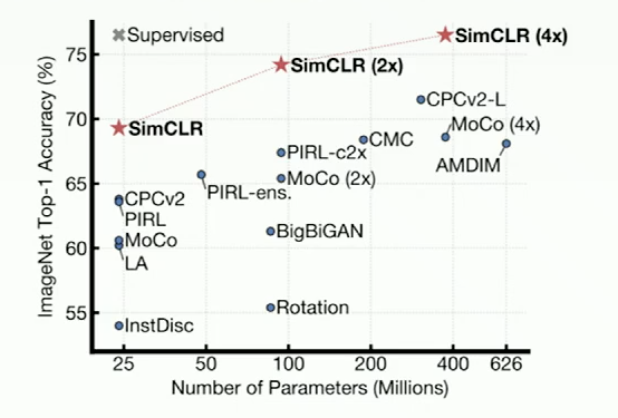 Supervised
SimCLR (4x)
75
SimCLR (2x)
CPCv2-L
70
SimCLR
MoCo (4x)
CMC
PIRL-c2x
AMDIM
65
MoCo (2x)
PIRL-ens.
CPCv2
PIRL
BigBiGAN
MoCo
60
LA
Rotation
55
InstDisc
25 50 100 200 400 626
Number of Parameters (Millions)
ImageNet Top-1 Accuracy (%)